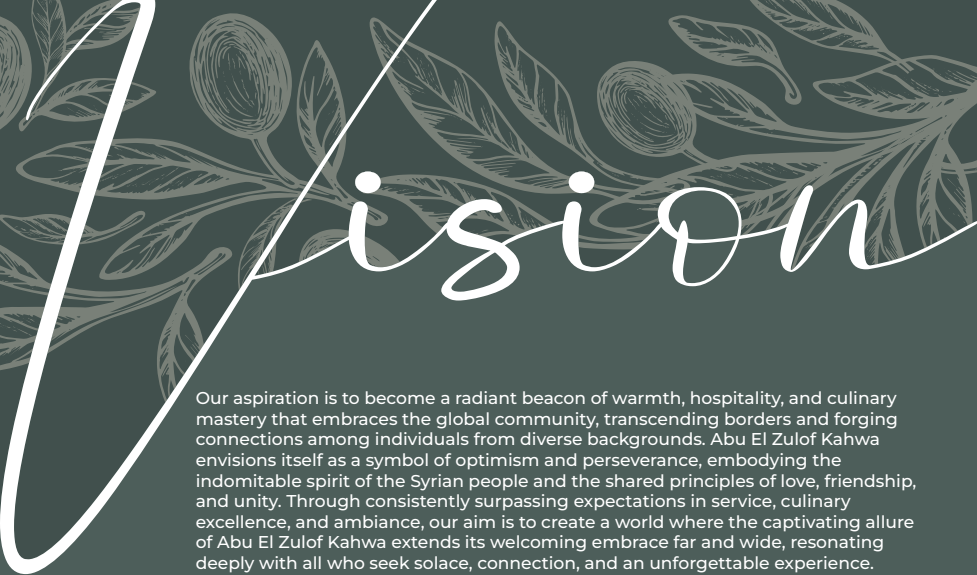 Vision
Our aspiration is to become a radiant beacon of warmth, hospitality, and culinary
mastery that embraces the global community, transcending borders and forging
connections among individuals from diverse backgrounds. Abu El Zulof Kahwa
envisions itself as a symbol of optimism and perseverance, embodying the
indomitable spirit of the Syrian people and the shared principles of love, friendship,
and unity. Through consistently surpassing expectations in service, culinary
excellence, and ambiance, our aim is to create a world where the captivating allure
of Abu El Zulof Kahwa extends its welcoming embrace far and wide, resonating
deeply with all who seek solace, connection, and an unforgettable experience.